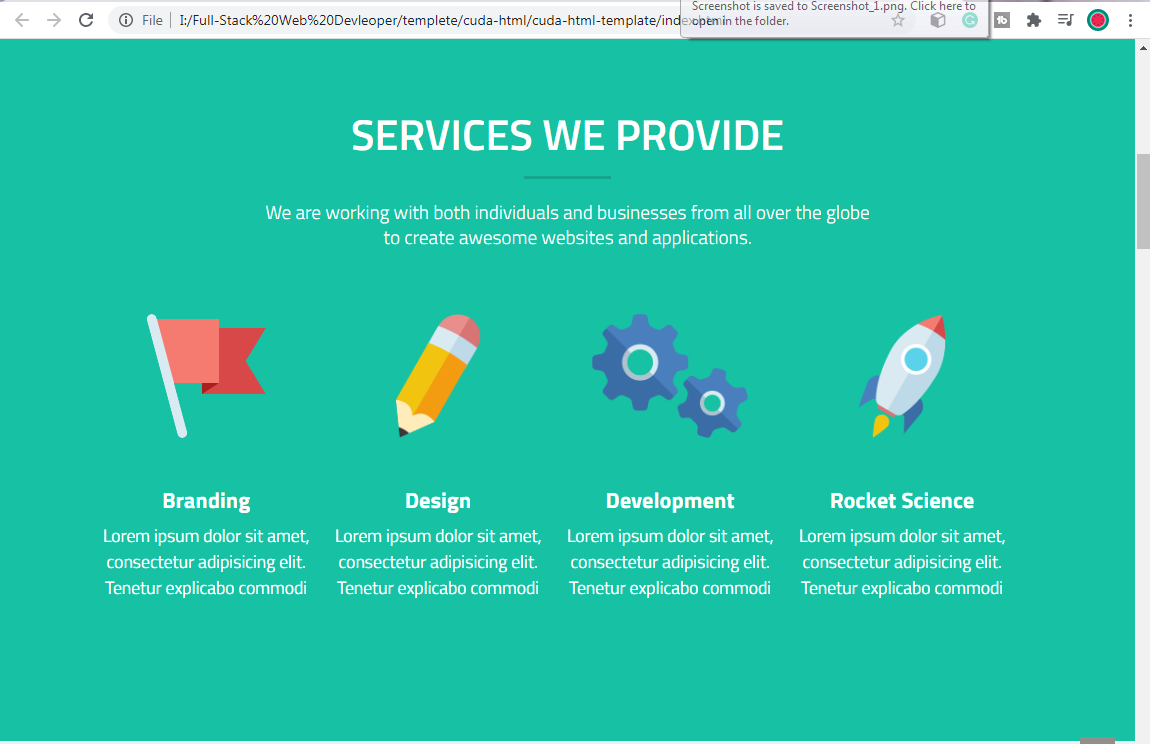 Screenshot is saved to Screenshot_1.png. Click here to
open in the folder.
File
I:/Full-Stack%20Web%20Devleoper/templete/cuda-html/cuda-html-template/index.html
SERVICES WE PROVIDE
We are working with both individuals and businesses from all over the globe
to create awesome websites and applications.
Branding
Lorem ipsum dolor sit amet,
consectetur adipisicing elit.
Tenetur explicabo commodi
Design
Lorem ipsum dolor sit amet,
consectetur adipisicing elit.
Tenetur explicabo commodi
Development
Lorem ipsum dolor sit amet,
consectetur adipisicing elit.
Tenetur explicabo commodi
Rocket Science
Lorem ipsum dolor sit amet,
consectetur adipisicing elit.
Tenetur explicabo commodi